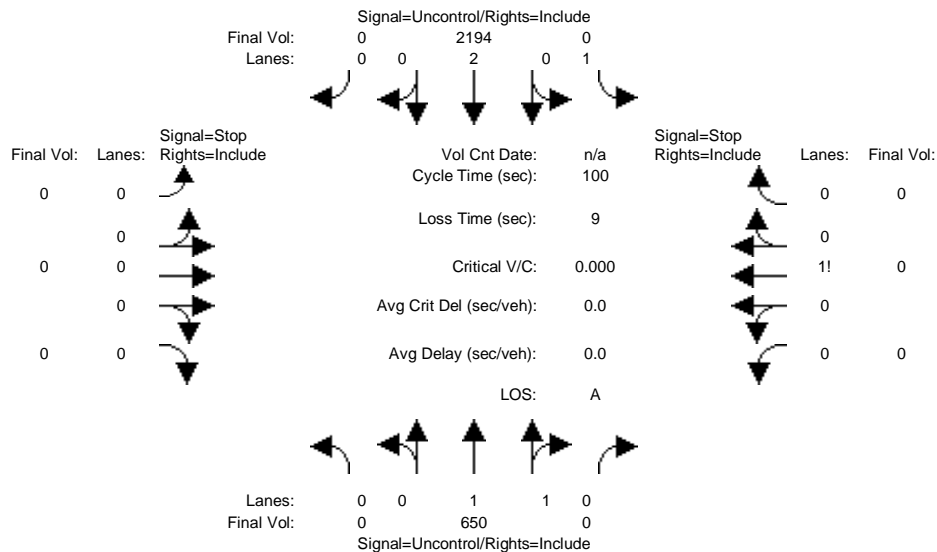 Signal=Uncontrol/Rights=Include
Final Vol: 0 2194 0
Lanes: 0 0 2 0 1
Signal=Stop Signal=Stop
Final Vol: Lanes: Rights=Include Vol Cnt Date: n/a Rights=Include Lanes: Final Vol:
Cycle Time (sec): 100
0 0 0 0
Loss Time (sec): 9
0 0
0 0 Critical V/C: 0.000 1! 0
0 Avg Crit Del (sec/veh): 0.0 0
0 0 Avg Delay (sec/veh): 0.0 0 0
LOS: A
Lanes: 0 0 1 1 0
Final Vol: 0 650 0
Signal=Uncontrol/Rights=Include